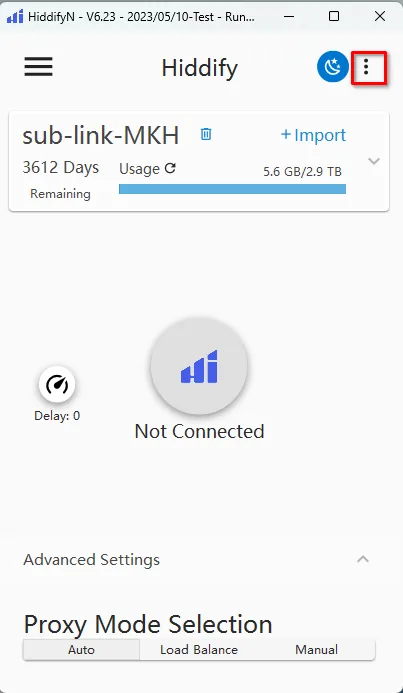 HiddifyN - V6.23 - 2023/05/10-Test - Run...
Hiddify
sub-link-MKH
+Import
3612 Days
Remaining
Usage
5.6 GB/2.9 TB
Delay: 0
Not Connected
Advanced Settings
Proxy Mode Selection
Auto
Load Balance
Manual